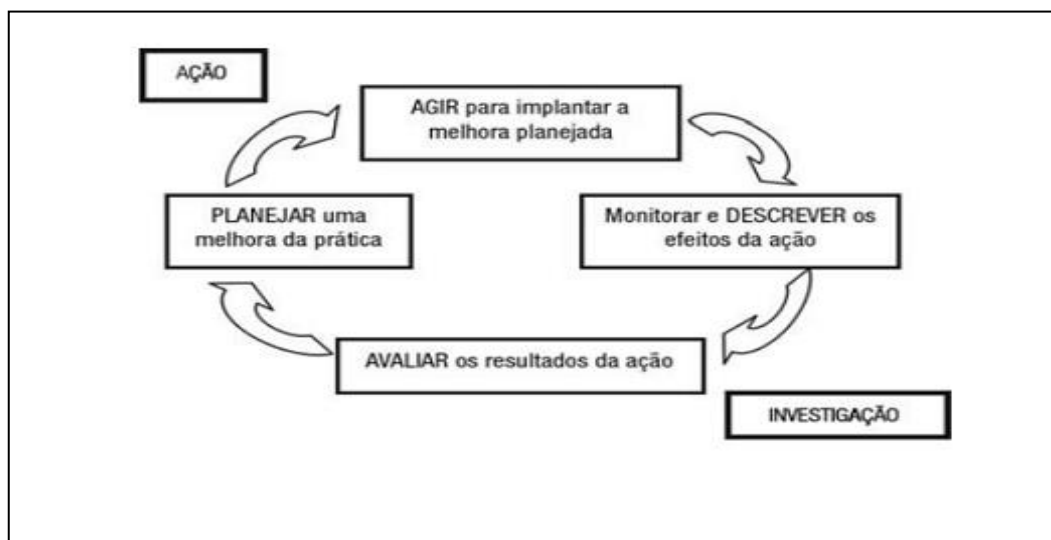 AÇÃO
AGIR para implantar a
melhora planejada
PLANEJAR uma
melhora da prática
Monitorar e DESCREVER os
efeitos da ação
AVALIAR os resultados da ação
INVESTIGAÇÃO